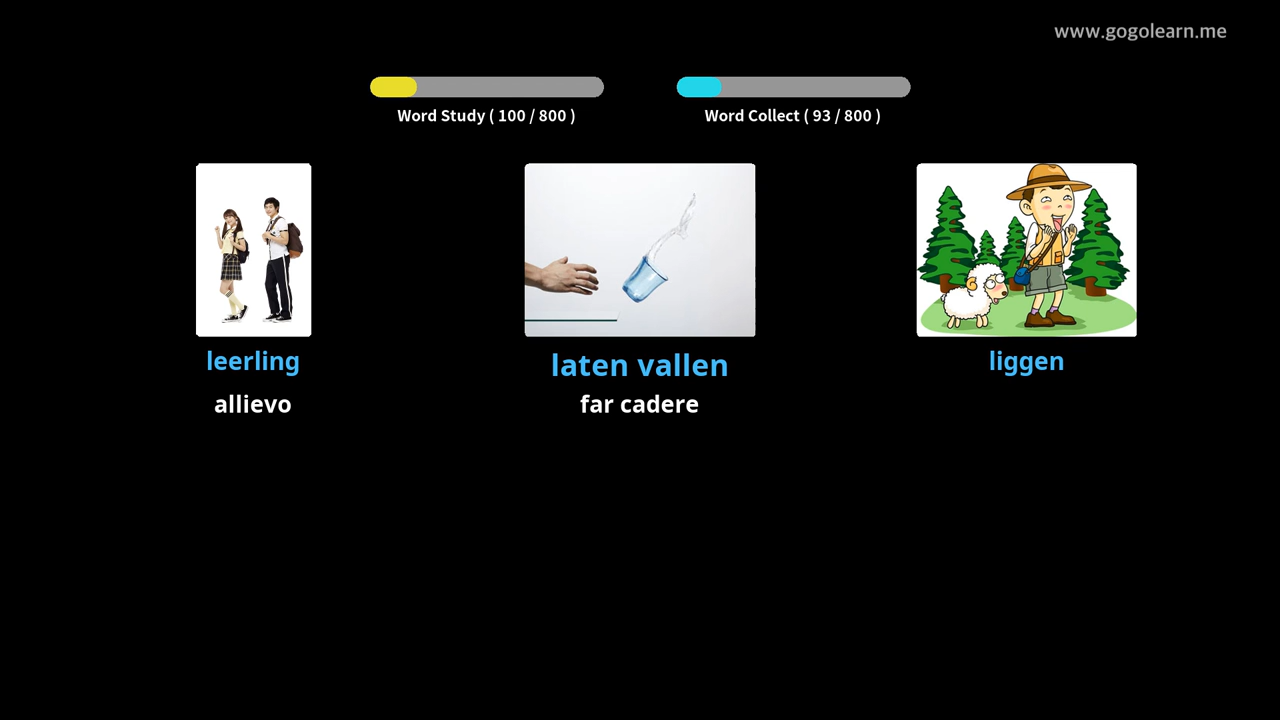 www.gogolearn.me
Word Study ( 100 / 800 )
Word Collect ( 93 / 800 )
leerling
allievo
laten vallen
far cadere
liggen